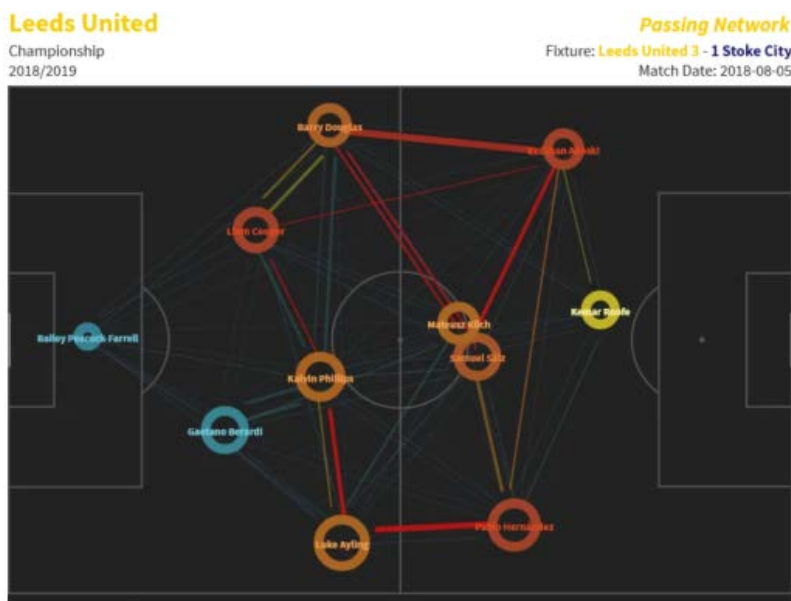 Leeds United
Passing Network
Championship
Fixture: Leeds United 3 - 1 Stoke City
2018/2019
Match Date: 2018-08-05
Barry Douglas
Liam Cooper
Kemar Roofe
Mateusz Klich
Bailey Peacock-Farrell
Samuel Saiz
Kalvin Phillips
Gaetano Berardi
Pablo Hernandez
Luke Ayling